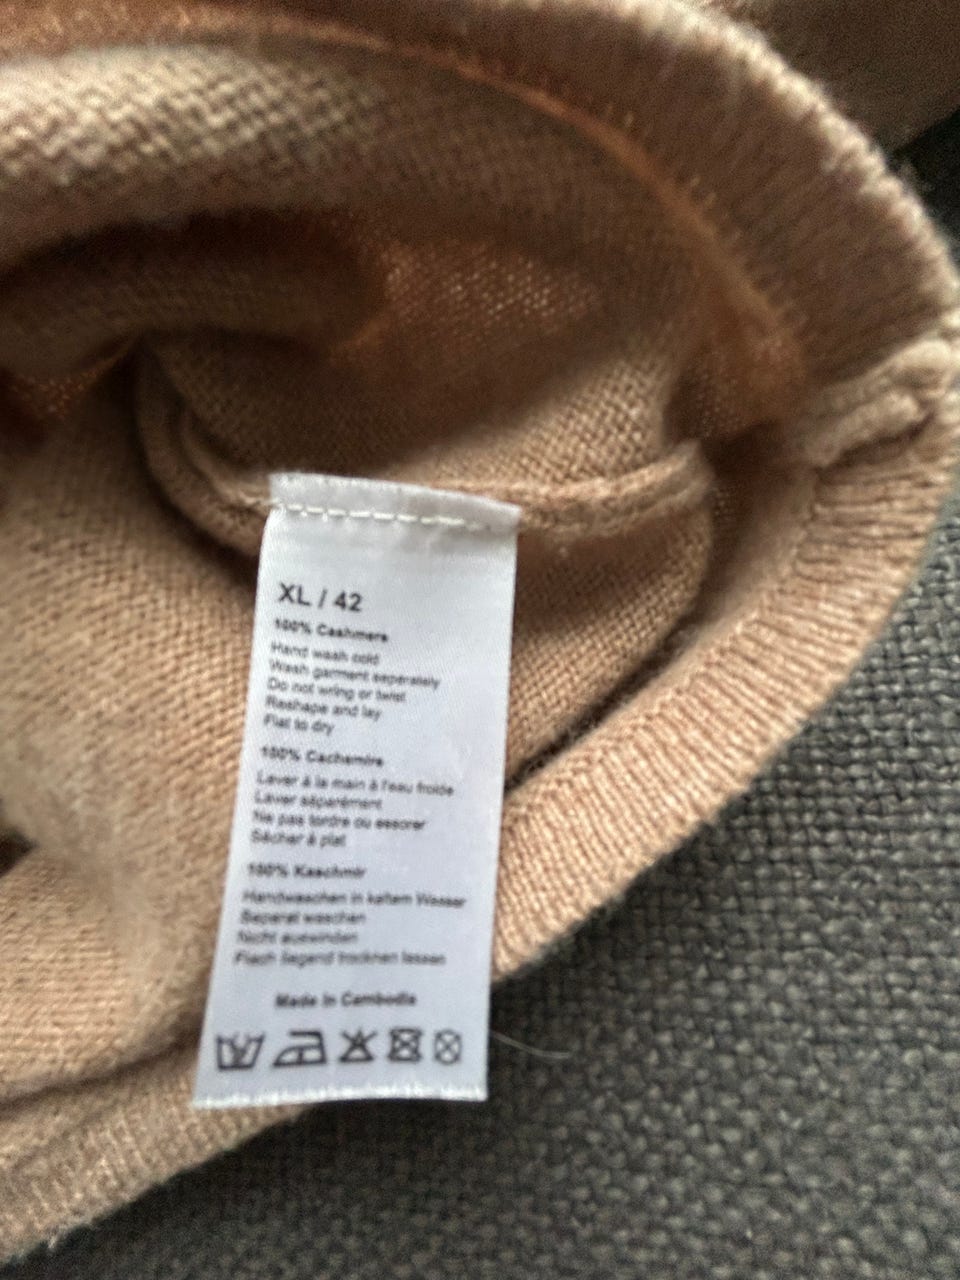 XL / 42
100% Cashmere
Hand wash cold
Wash garment seperately
Do not wring or twist
Reshape and lay
Flat to dry
100% Cachemire
Laver à la main à l'eau froide
Laver séparément
Ne pas tordre ou essorer
Sécher à plat
100% Kaschmir
Handwaschen in kaltem Wasser
Separat waschen
Nicht auswinden
Flach liegend trocknen lassen
Made in Cambodia